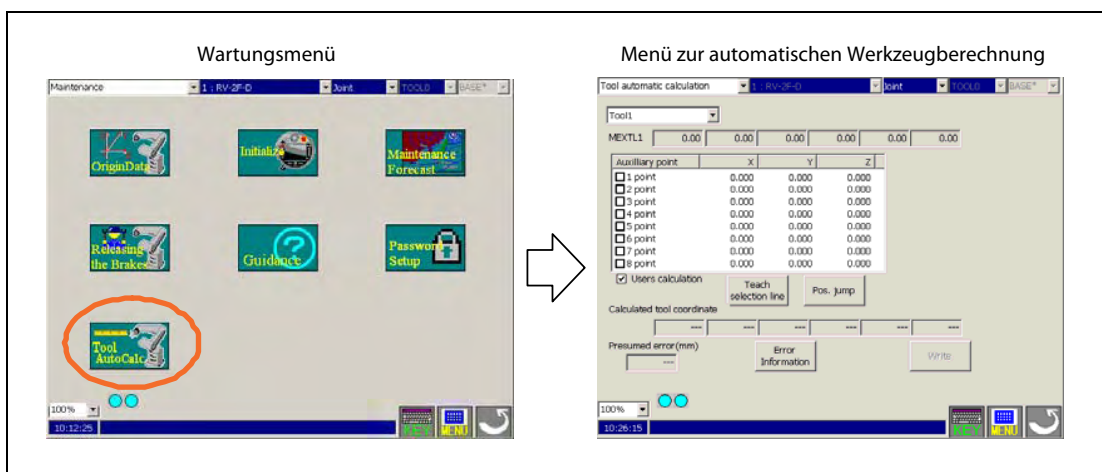 Wartungsmenü
Menü zur automatischen Werkzeugberechnung
Maintenance
1 : RV-2F-D
Joint
TOOL0
BASE*
OriginData
Initialize
Maintenance
Forecast
Releasing
the Brakes
Guidance
Password
Setup
Tool
AutoCalc
100%
10:12:25
KEY
MENU
Tool automatic calculation
1 : RV-2F-D
Joint
TOOL0
BASE*
Tool1
MEXTL1 0.00 0.00 0.00 0.00 0.00 0.00
Auxilliary point X Y Z
1 point 0.000 0.000 0.000
2 point 0.000 0.000 0.000
3 point 0.000 0.000 0.000
4 point 0.000 0.000 0.000
5 point 0.000 0.000 0.000
6 point 0.000 0.000 0.000
7 point 0.000 0.000 0.000
8 point 0.000 0.000 0.000
Users calculation
Teach
selection line
Pos. jump
Calculated tool coordinate
--- --- --- --- --- ---
Presumed error(mm)
---
Error
Information
Write
100%
10:26:15
KEY
MENU